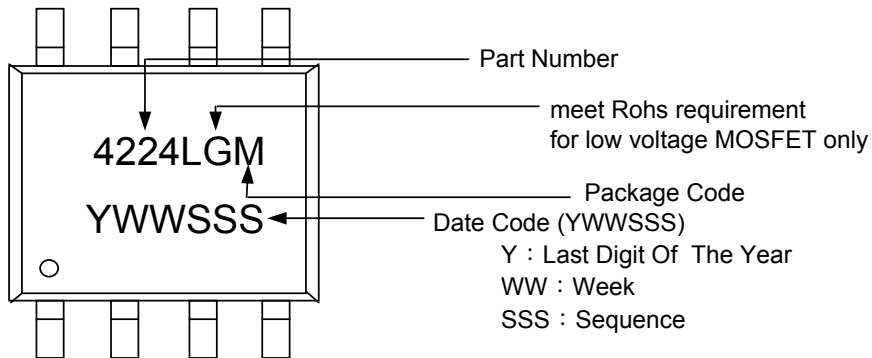 Part Number
meet Rohs requirement
for low voltage MOSFET only
4224LGM
Package Code
YWWSSS
Date Code (YWWSSS)
Y：Last Digit Of The Year
WW：Week
SSS：Sequence